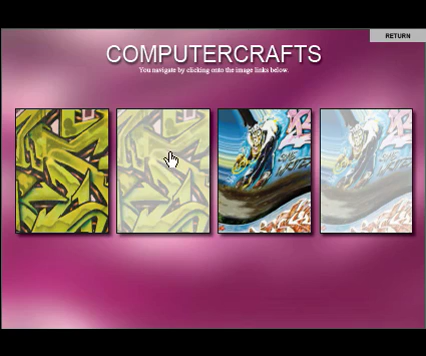 RETURN
COMPUTERCRAFTS
You navigate by clicking onto the image links below.